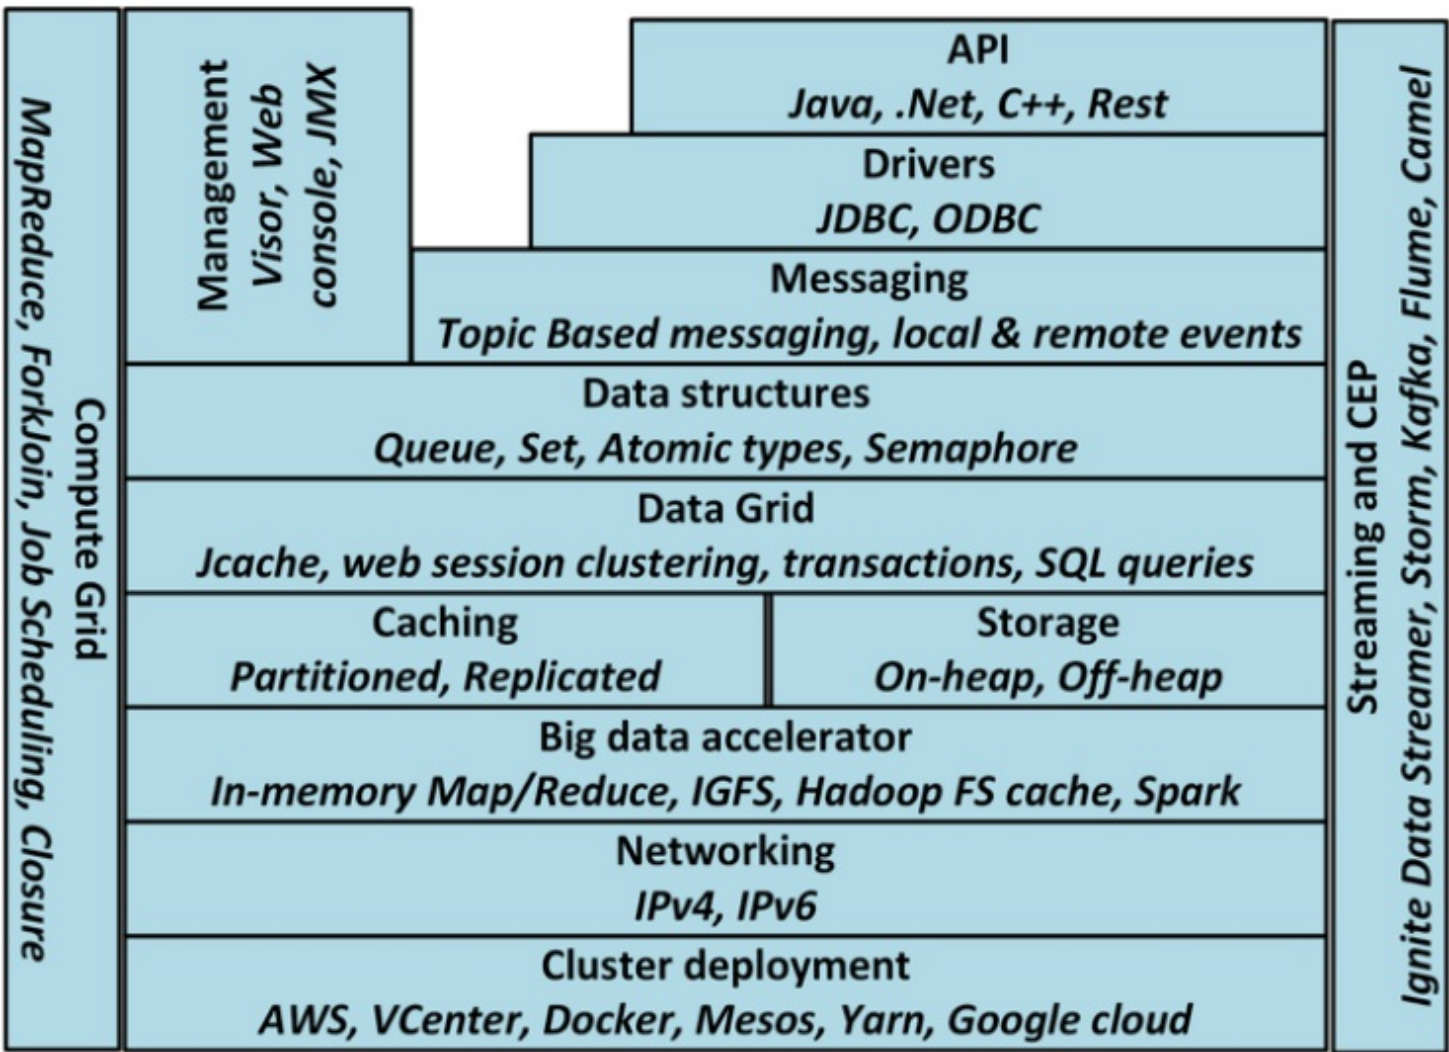 Compute Grid
MapReduce, ForkJoin, Job Scheduling, Closure
Management
Visor, Web
console, JMX
API
Java, .Net, C++, Rest
Drivers
JDBC, ODBC
Messaging
Topic Based messaging, local & remote events
Data structures
Queue, Set, Atomic types, Semaphore
Data Grid
Jcache, web session clustering, transactions, SQL queries
Caching
Partitioned, Replicated
Storage
On-heap, Off-heap
Big data accelerator
In-memory Map/Reduce, IGFS, Hadoop FS cache, Spark
Networking
IPv4, IPv6
Cluster deployment
AWS, VCenter, Docker, Mesos, Yarn, Google cloud
Streaming and CEP
Ignite Data Streamer, Storm, Kafka, Flume, Camel